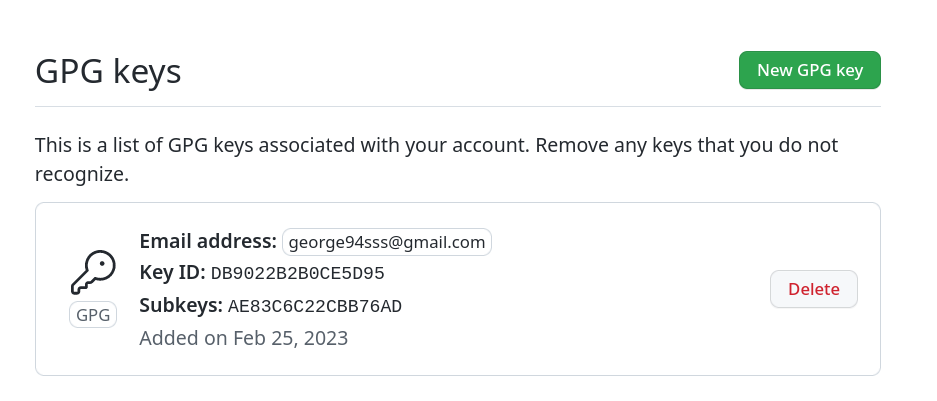 GPG keys
New GPG key
This is a list of GPG keys associated with your account. Remove any keys that you do not
recognize.
Email address: george94sss@gmail.com
Key ID: DB9022B2B0CE5D95
GPG
Subkeys: AE83C6C22CBB76AD
Added on Feb 25, 2023
Delete